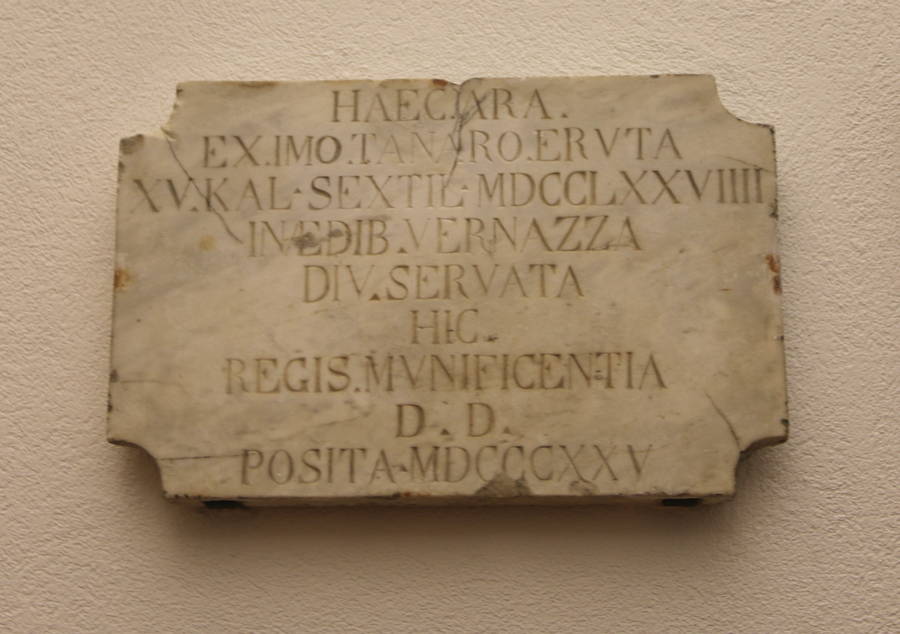 HAEC.ARA.
EX.IMO.TANARO.ERVTA
XV.KAL·SEXTIL·MDCCLXXVIIII
IN.ÆDIB.VERNAZZA
DIV.SERVATA
HIC.
REGIS.MVNIFICENTIA
D.D.
POSITA·MDCCCXXV